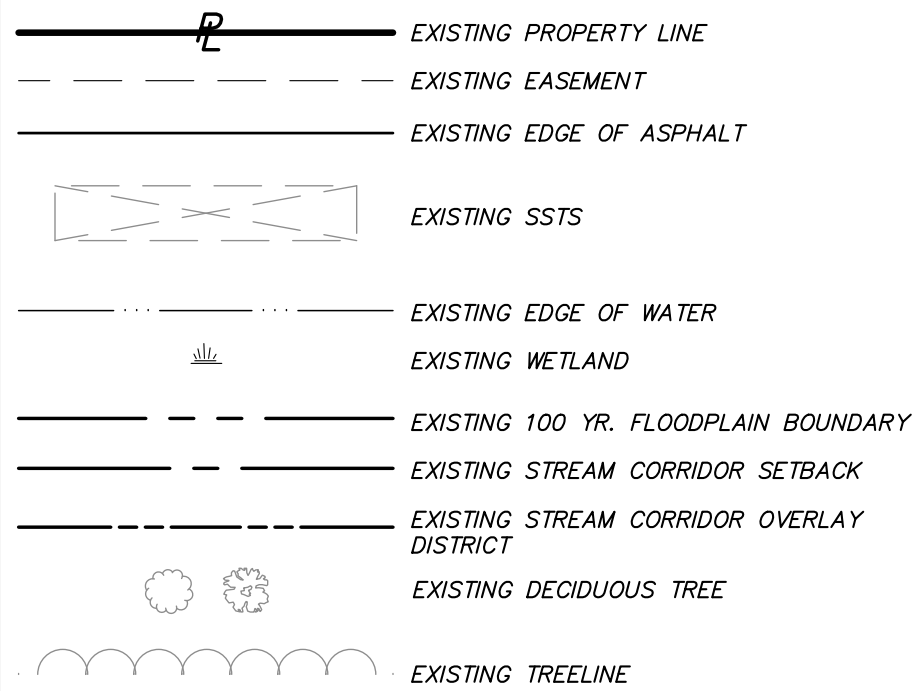 PL EXISTING PROPERTY LINE
EXISTING EASEMENT
EXISTING EDGE OF ASPHALT
EXISTING SSTS
EXISTING EDGE OF WATER
EXISTING WETLAND
EXISTING 100 YR. FLOODPLAIN BOUNDARY
EXISTING STREAM CORRIDOR SETBACK
EXISTING STREAM CORRIDOR OVERLAY
DISTRICT
EXISTING DECIDUOUS TREE
EXISTING TREELINE